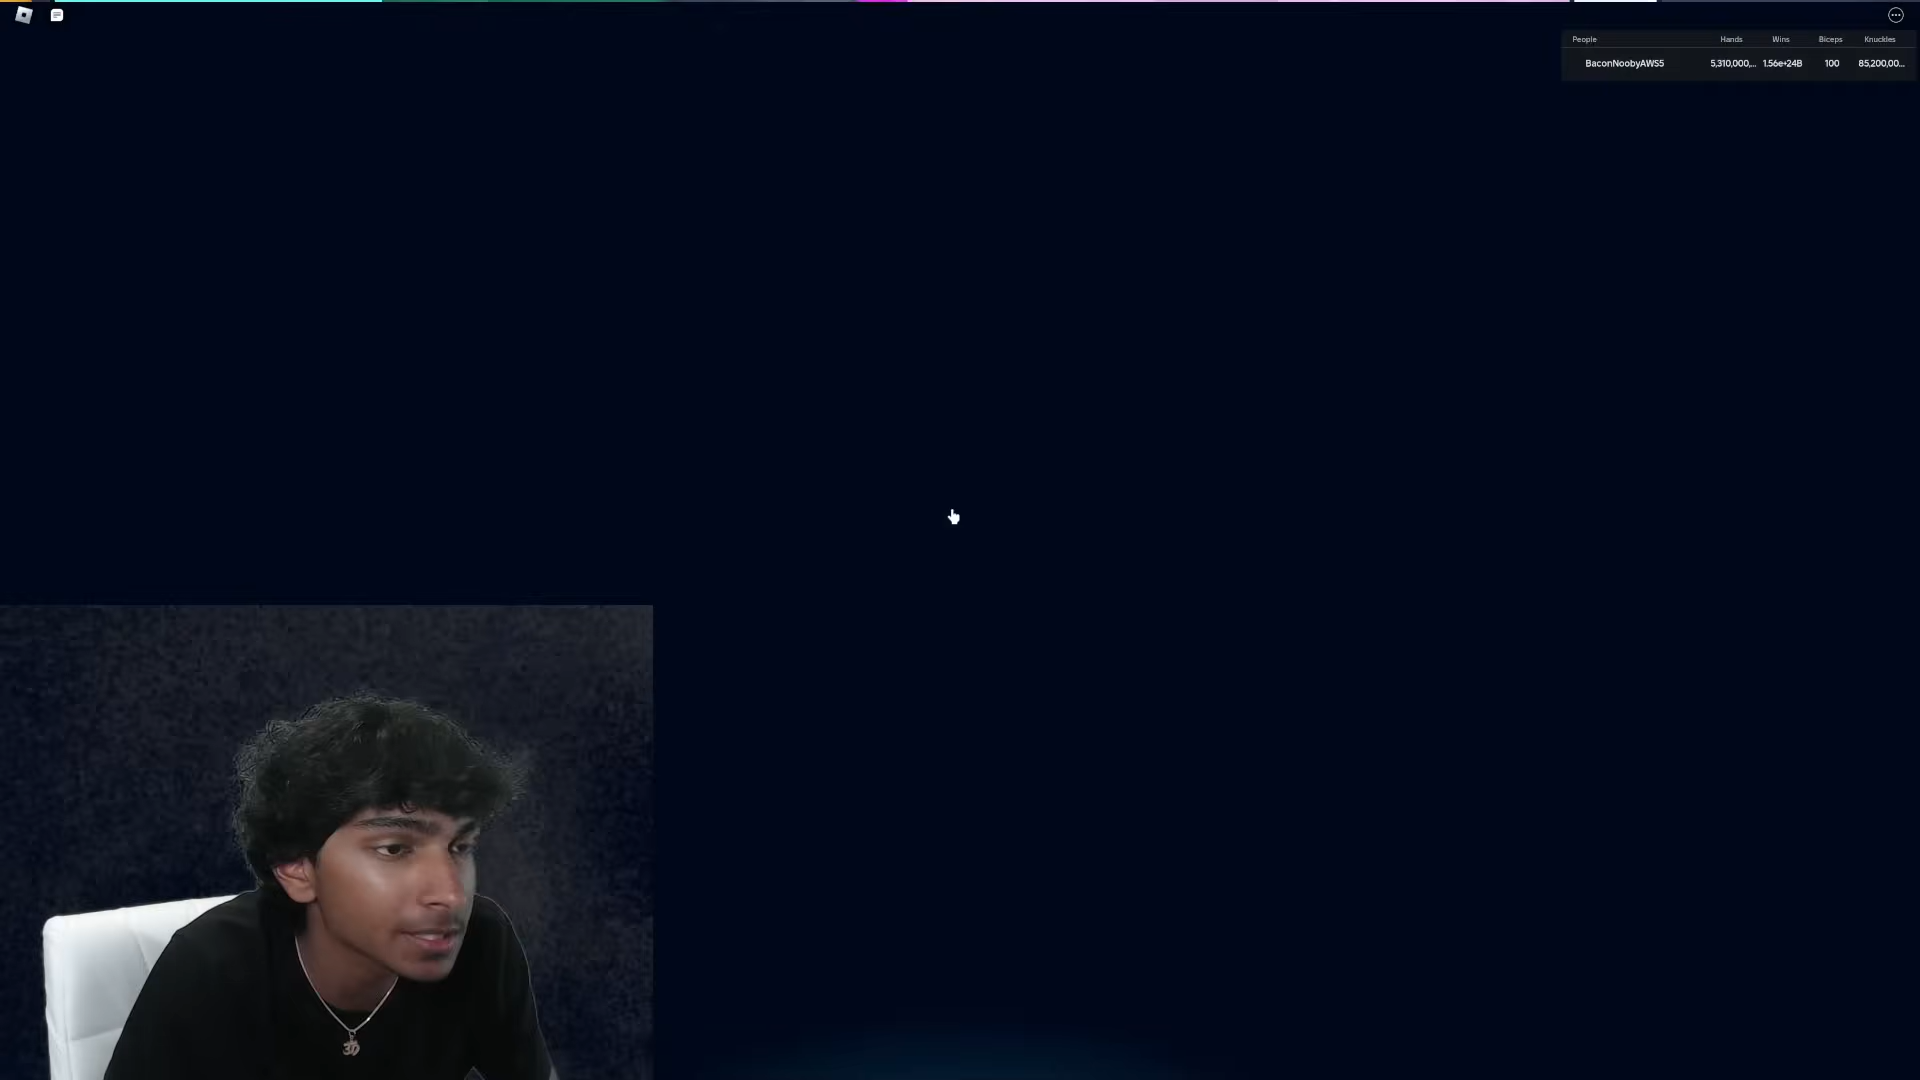 People Hands Wins Biceps Knuckles
BaconNoobyAWS5 5,310,000,... 1.56e+24B 100 85,200,00...